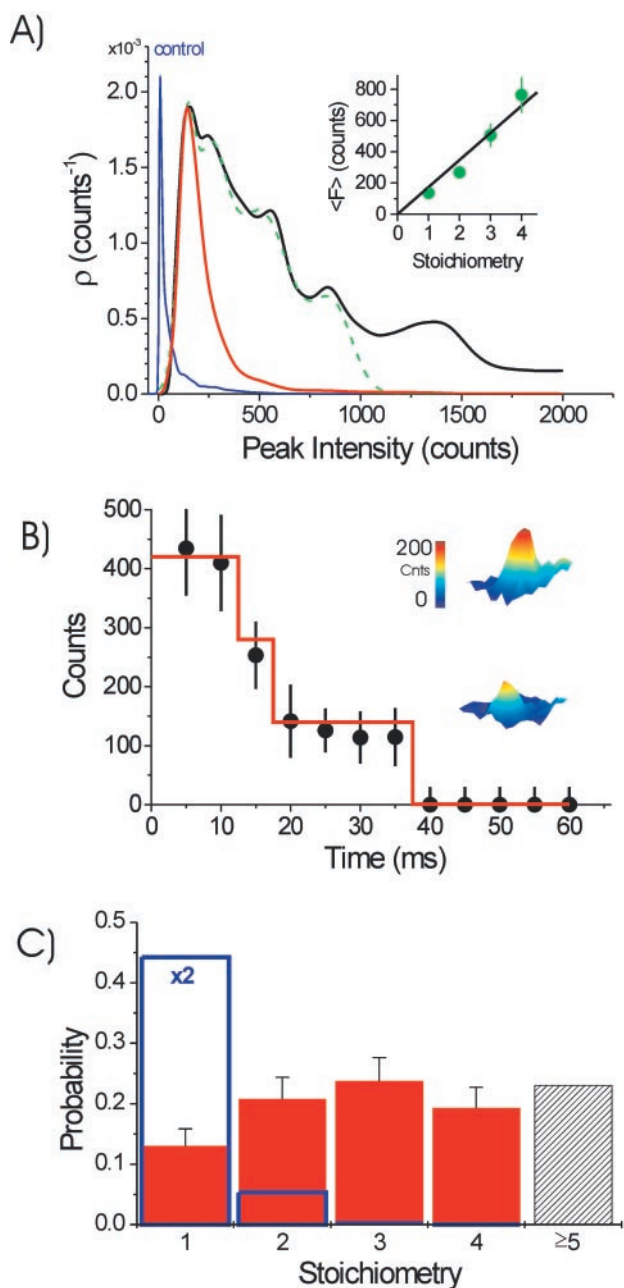 A)
×10⁻³
control
2.0
1.5
1.0
0.5
0.0
ρ (counts⁻¹)
0 500 1000 1500 2000
Peak Intensity (counts)
800
600
400
200
0
<F> (counts)
0 1 2 3 4
Stoichiometry
B)
500
400
300
200
100
0
Counts
0 10 20 30 40 50 60
Time (ms)
200
Cnts
0
C)
0.5
0.4
0.3
0.2
0.1
0.0
Probability
x2
1 2 3 4 ≥5
Stoichiometry